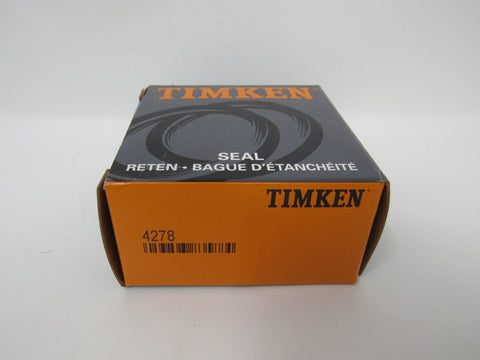 TIMKEN
SEAL
RETEN • BAGUE D'ÉTANCHÉITÉ
TIMKEN
4278